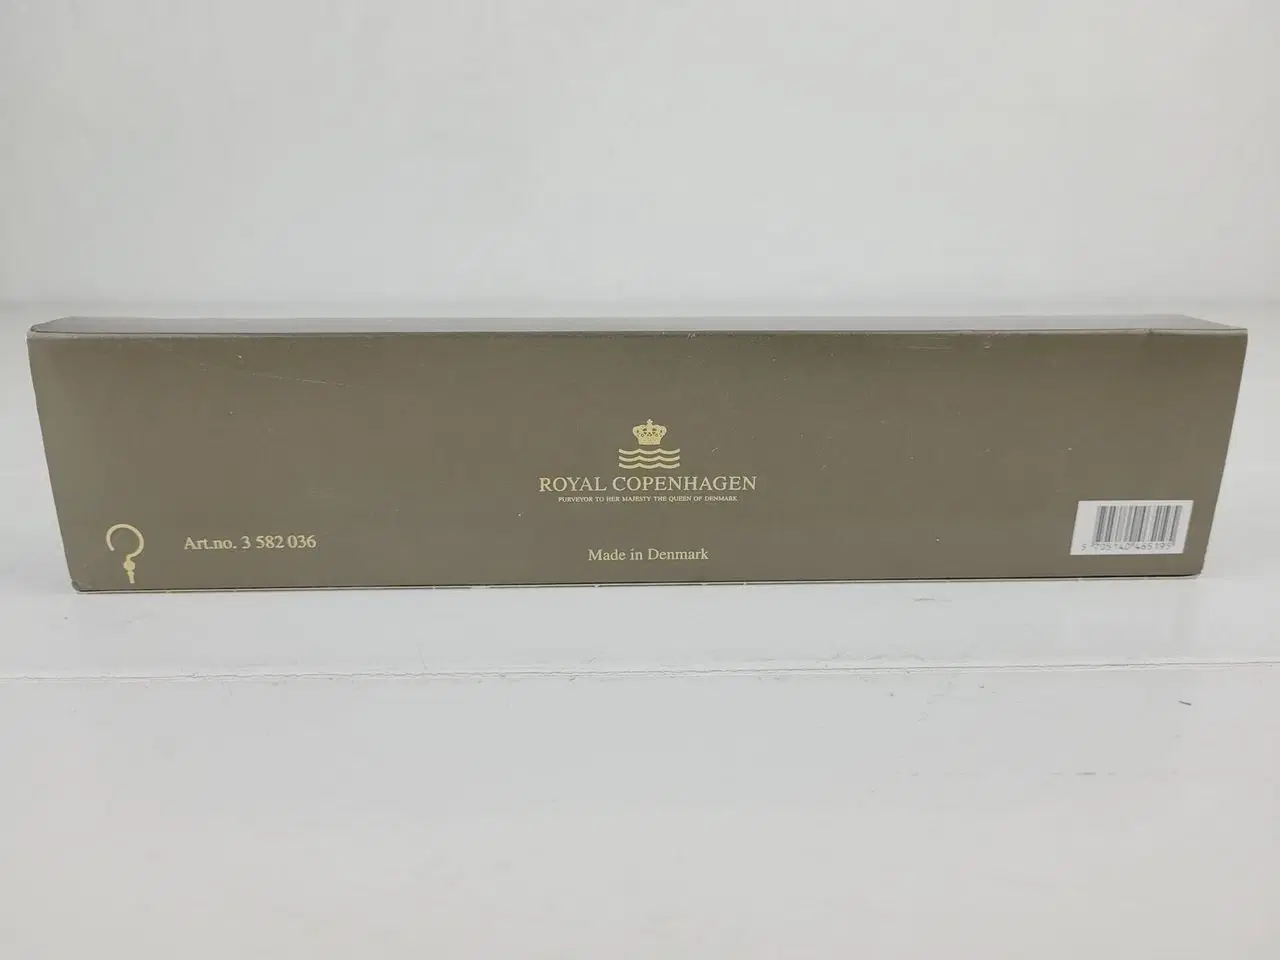 ROYAL COPENHAGEN
PURVEYOR TO HER MAJESTY THE QUEEN OF DENMARK
Art.no. 3 582 036
Made in Denmark